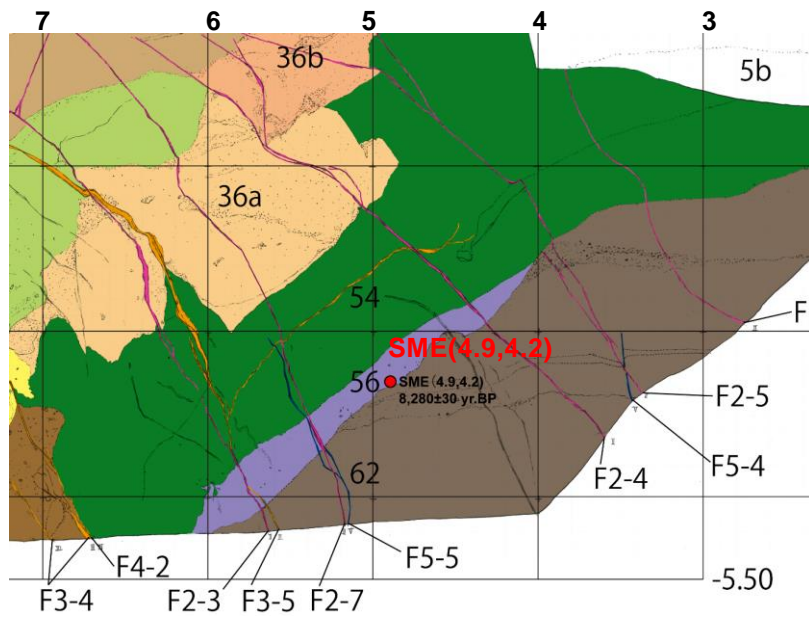 7 6 5 4 3
36b
5b
36a
54
SME(4.9,4.2)
F
56
SME (4.9,4.2)
8,280±30 yr.BP
F2-5
F5-4
F2-4
62
F5-5
F4-2
-5.50
F3-4 F2-3 F3-5 F2-7